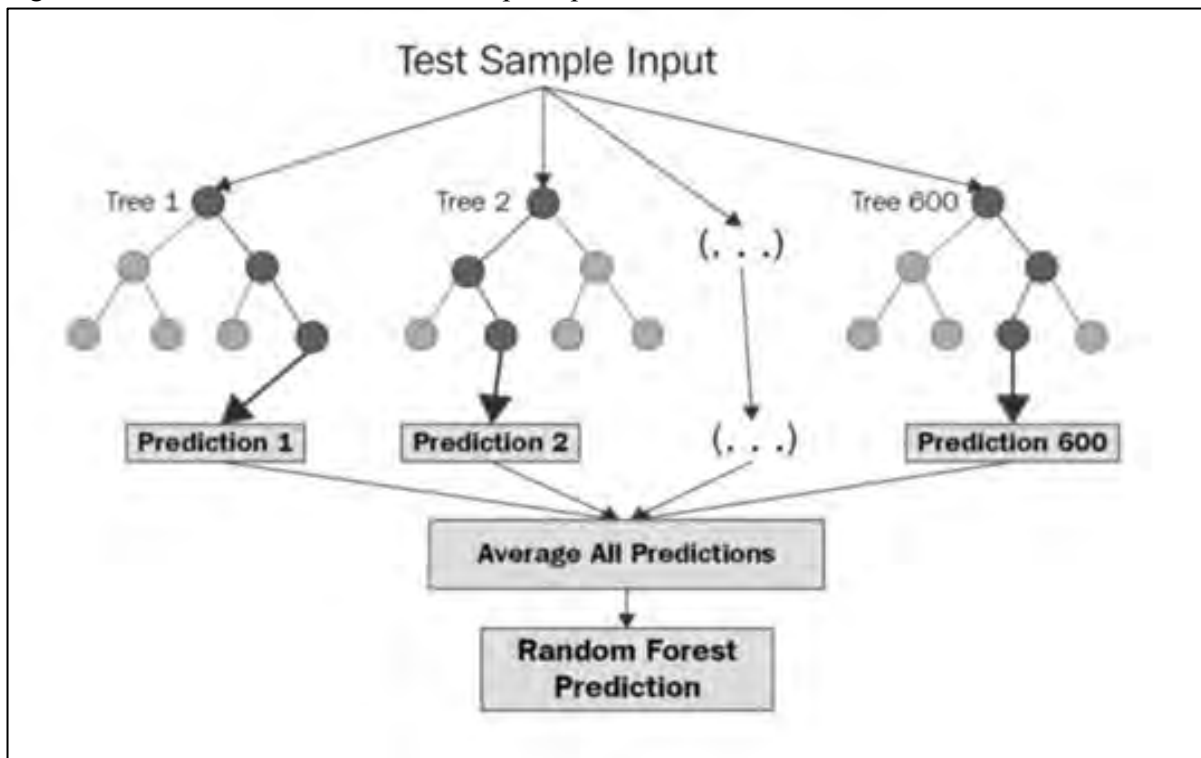 Test Sample Input
Tree 1
Tree 2
Tree 600
(. . .)
Prediction 1
Prediction 2
(. . .)
Prediction 600
Average All Predictions
Random Forest
Prediction